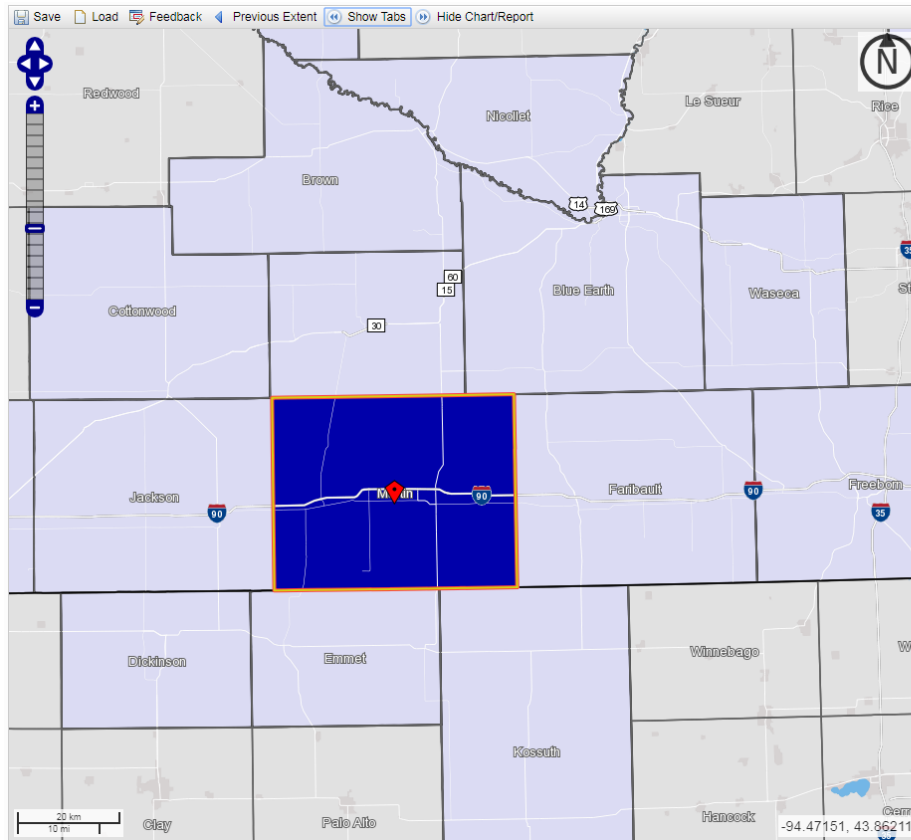 Save Load Feedback Previous Extent Show Tabs Hide Chart/Report
N
Redwood
Le Sueur
Rice
Nicollet
Brown
14
169
35
60
15
Blue Earth
Waseca
Cottonwood
30
Jackson
90
90
Faribault
90
Freeborn
35
Dickinson
Emmet
Winnebago
Kossuth
20 km
10 mi
Clay
Palo Alto
Hancock
-94.47151, 43.86211